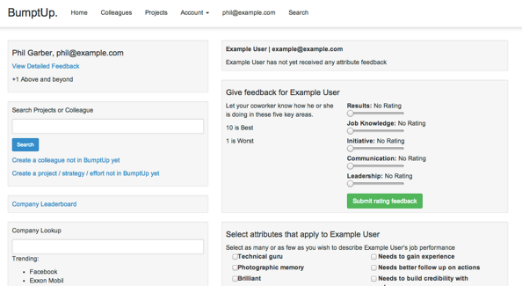 BumptUp.
Home
Colleagues
Projects
Account
phil@example.com
Search
Phil Garber, phil@example.com
View Detailed Feedback
+1 Above and beyond
Search Projects or Colleague
Search
Create a colleague not in BumptUp yet
Create a project / strategy / effort not in BumptUp yet
Company Leaderboard
Company Lookup
Trending:
Facebook
Exxon Mobil
Example User | example@example.com
Example User has not yet received any attribute feedback
Give feedback for Example User
Let your coworker know how he or she
is doing in these five key areas.
10 is Best
1 is Worst
Results: No Rating
Job Knowledge: No Rating
Initiative: No Rating
Communication: No Rating
Leadership: No Rating
Submit rating feedback
Select attributes that apply to Example User
Select as many or as few as you wish to describe Example User's job performance
Technical guru
Photographic memory
Brilliant
Needs to gain experience
Needs better follow up on actions
Needs to build credibility with